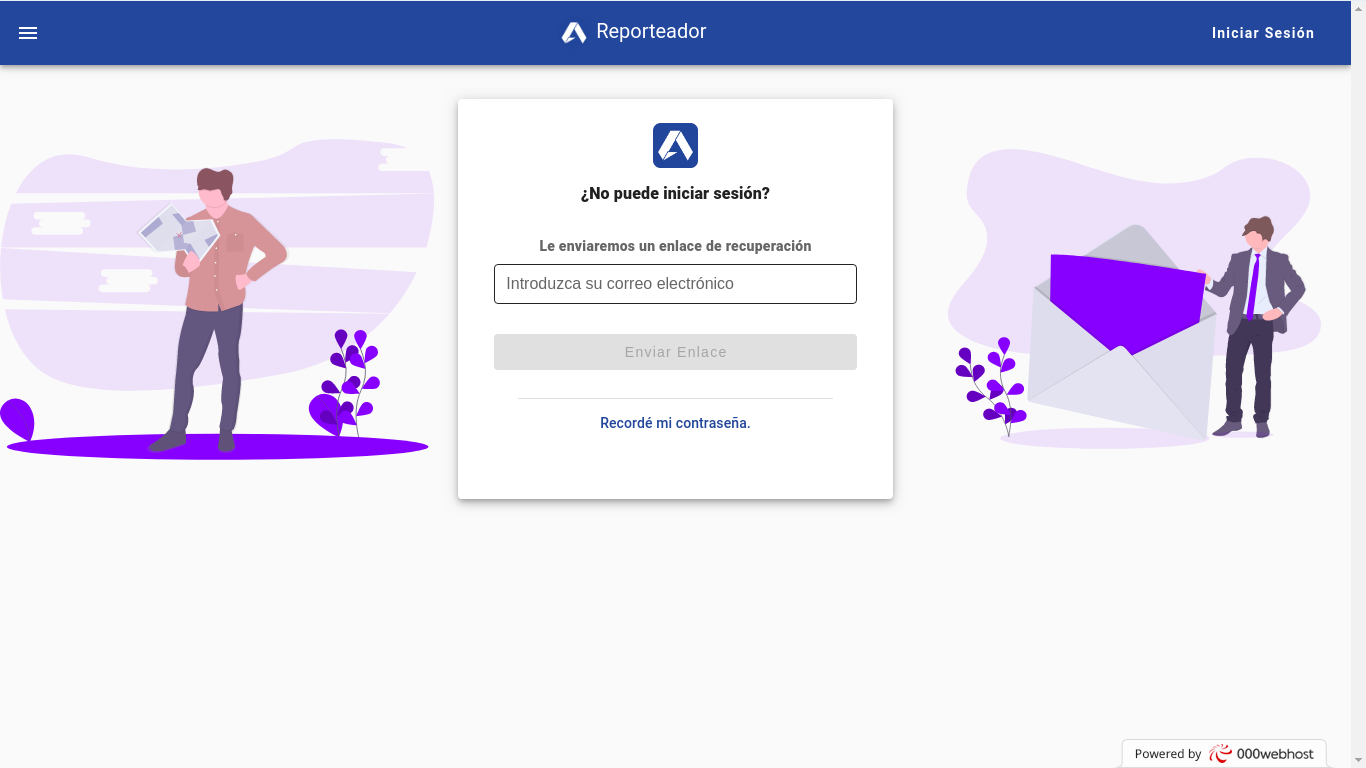 Reporteador
Iniciar Sesión
¿No puede iniciar sesión?
Le enviaremos un enlace de recuperación
Introduzca su correo electrónico
Enviar Enlace
Recordé mi contraseña.
Powered by 000webhost